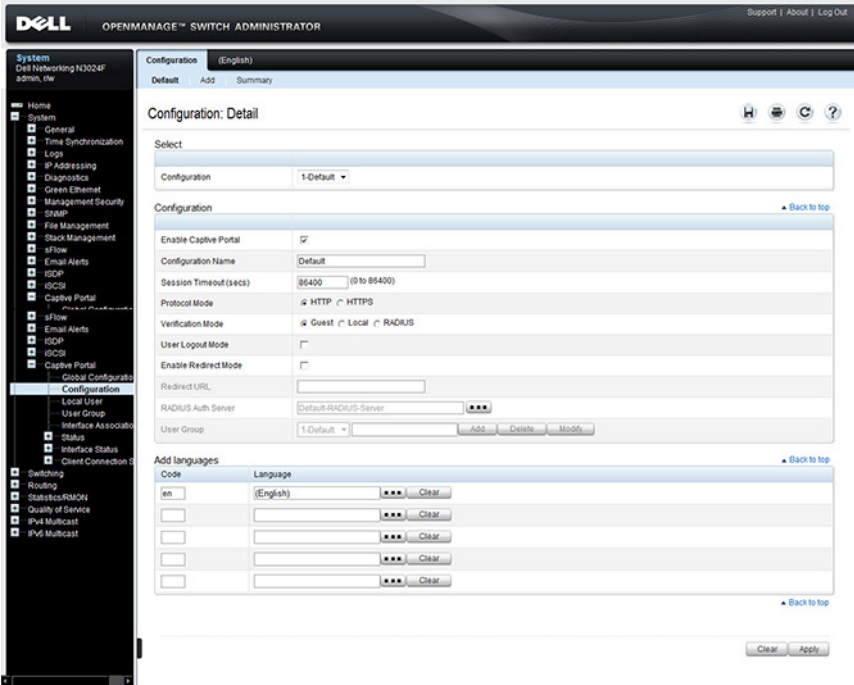 Support | About | Log Out
DELL OPENMANAGE™ SWITCH ADMINISTRATOR
System
Dell Networking N3024F
admin, r/w
Home
System
General
Time Synchronization
Logs
IP Addressing
Diagnostics
Green Ethernet
Management Security
SNMP
File Management
Stack Management
sFlow
Email Alerts
ISDP
iSCSI
Captive Portal
Global Configuratio
sFlow
Email Alerts
ISDP
iSCSI
Captive Portal
Global Configuratio
Configuration
Local User
User Group
Interface Associatio
Status
Interface Status
Client Connection S
Switching
Routing
Statistics/RMON
Quality of Service
IPv4 Multicast
IPv6 Multicast
Configuration (English)
Default Add Summary
Configuration: Detail
?
Select
Configuration 1-Default
Configuration
Back to top
Enable Captive Portal
Configuration Name Default
Session Timeout (secs) 86400 (0 to 86400)
Protocol Mode HTTP HTTPS
Verification Mode Guest Local RADIUS
User Logout Mode
Enable Redirect Mode
Redirect URL
RADIUS Auth Server Default-RADIUS-Server
User Group 1-Default Add Delete Modify
Add languages
Back to top
Code Language
en (English) Clear
Clear
Clear
Clear
Clear
Back to top
Clear Apply